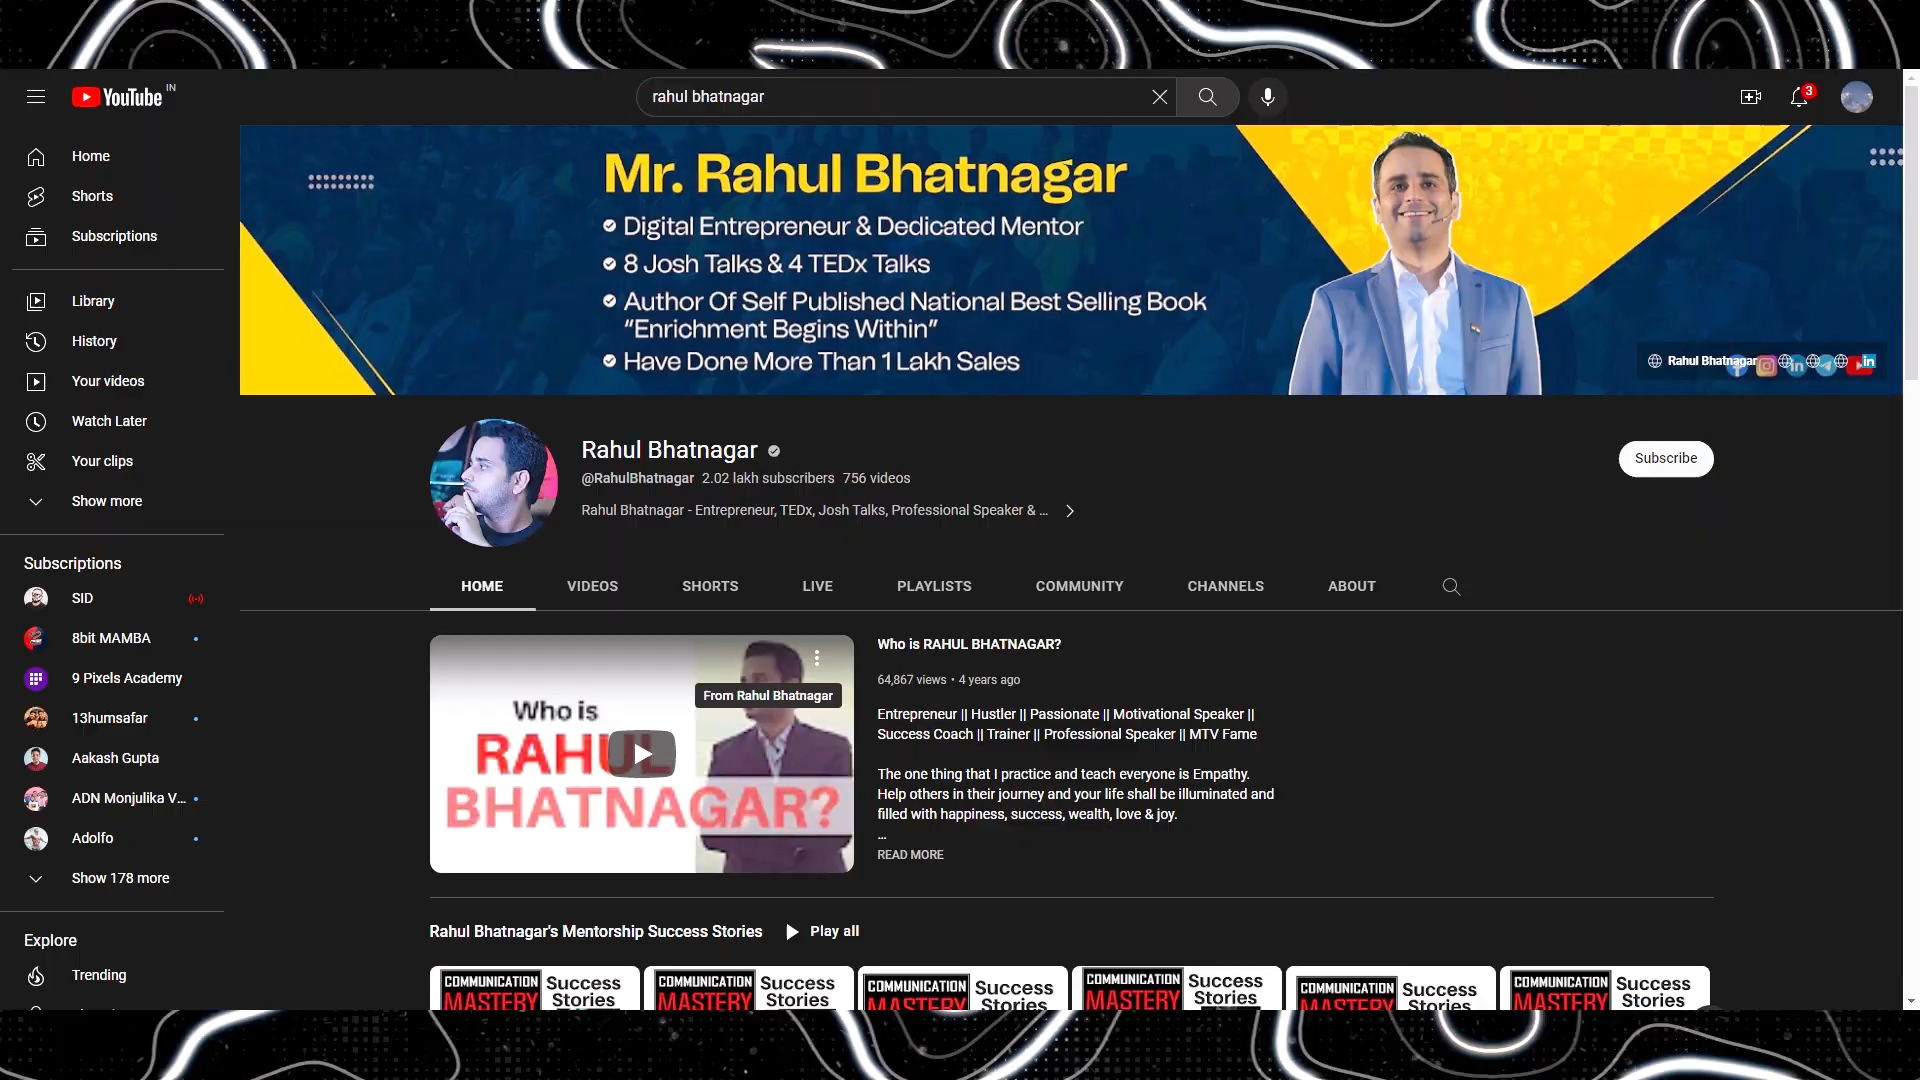 YouTube IN
rahul bhatnagar
3
Home
Shorts
Subscriptions
Library
History
Your videos
Watch Later
Your clips
Show more
Subscriptions
SID
8bit MAMBA
9 Pixels Academy
13humsafar
Aakash Gupta
ADN Monjulika V...
Adolfo
Show 178 more
Explore
Trending
Mr. Rahul Bhatnagar
Digital Entrepreneur & Dedicated Mentor
8 Josh Talks & 4 TEDx Talks
Author Of Self Published National Best Selling Book
“Enrichment Begins Within”
Have Done More Than 1 Lakh Sales
Rahul Bhatnagar
Rahul Bhatnagar
@RahulBhatnagar 2.02 lakh subscribers 756 videos
Rahul Bhatnagar - Entrepreneur, TEDx, Josh Talks, Professional Speaker & ...
Subscribe
HOME VIDEOS SHORTS LIVE PLAYLISTS COMMUNITY CHANNELS ABOUT
Who is
RAHUL
BHATNAGAR?
From Rahul Bhatnagar
Who is RAHUL BHATNAGAR?
64,867 views • 4 years ago
Entrepreneur || Hustler || Passionate || Motivational Speaker ||
Success Coach || Trainer || Professional Speaker || MTV Fame
The one thing that I practice and teach everyone is Empathy.
Help others in their journey and your life shall be illuminated and
filled with happiness, success, wealth, love & joy.
...
READ MORE
Rahul Bhatnagar's Mentorship Success Stories Play all
COMMUNICATION
MASTERY
Success
Stories
COMMUNICATION
MASTERY
Success
Stories
COMMUNICATION
MASTERY
Success
Stories
COMMUNICATION
MASTERY
Success
Stories
COMMUNICATION
MASTERY
Success
Stories
COMMUNICATION
MASTERY
Success
Stories